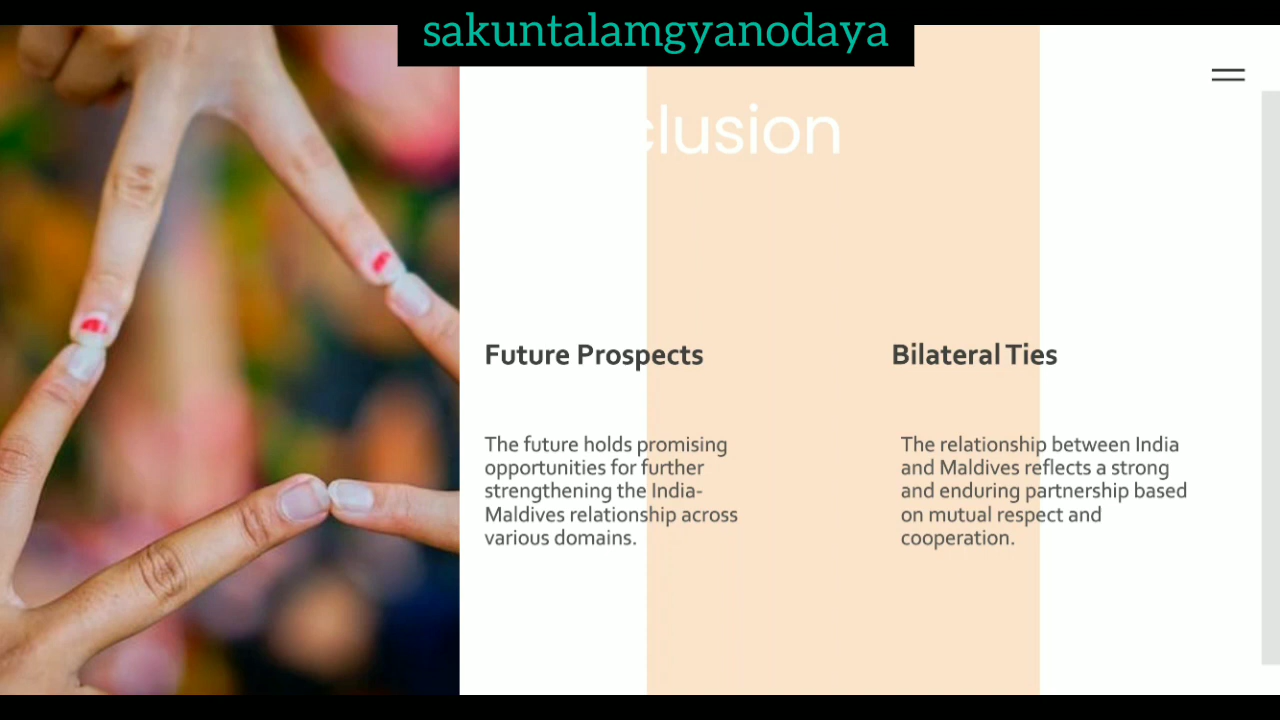 sakuntalamgyanodaya
clusion
Future Prospects
The future holds promising
opportunities for further
strengthening the India-
Maldives relationship across
various domains.
Bilateral Ties
The relationship between India
and Maldives reflects a strong
and enduring partnership based
on mutual respect and
cooperation.